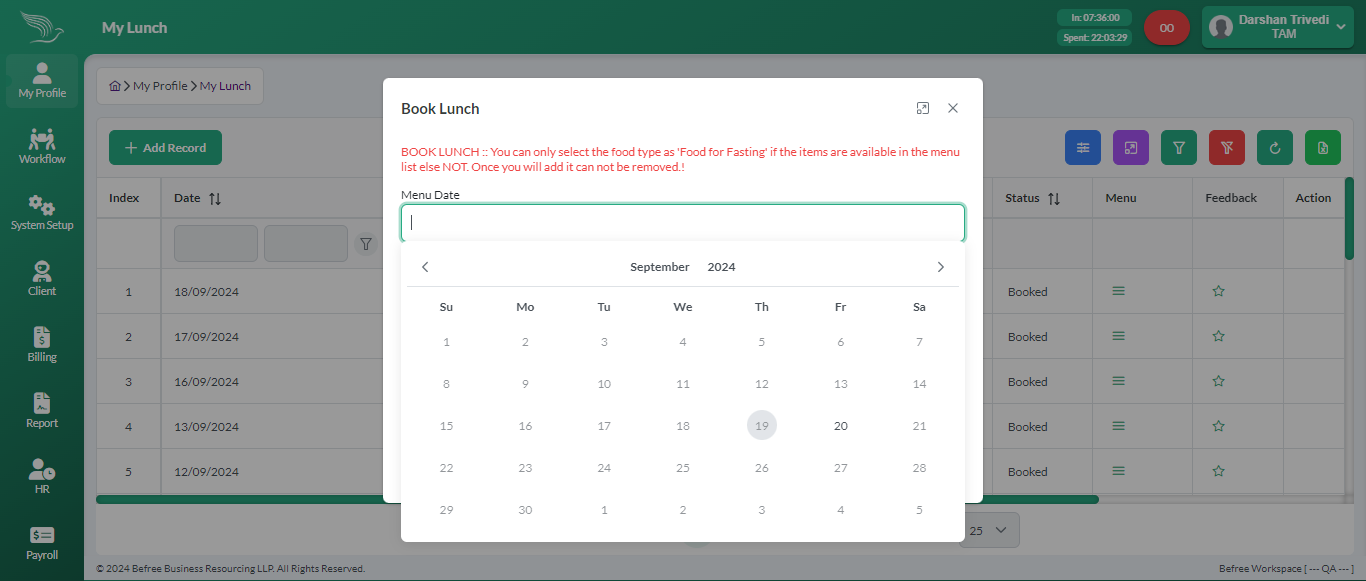 My Lunch
In: 07:36:00
Spent: 22:03:29
00
Darshan Trivedi
TAM
My Profile
Workflow
System Setup
Client
Billing
Report
HR
Payroll
My Profile My Lunch
Add Record
Index Date Status Menu Feedback Action
1 18/09/2024 Booked
2 17/09/2024 Booked
3 16/09/2024 Booked
4 13/09/2024 Booked
5 12/09/2024 Booked
Book Lunch
BOOK LUNCH :: You can only select the food type as 'Food for Fasting' if the items are available in the menu
list else NOT. Once you will add it can not be removed.!
Menu Date
September 2024
Su Mo Tu We Th Fr Sa
1 2 3 4 5 6 7
8 9 10 11 12 13 14
15 16 17 18 19 20 21
22 23 24 25 26 27 28
29 30 1 2 3 4 5
25
© 2024 Befree Business Resourcing LLP. All Rights Reserved.
Befree Workspace [ --- QA --- ]